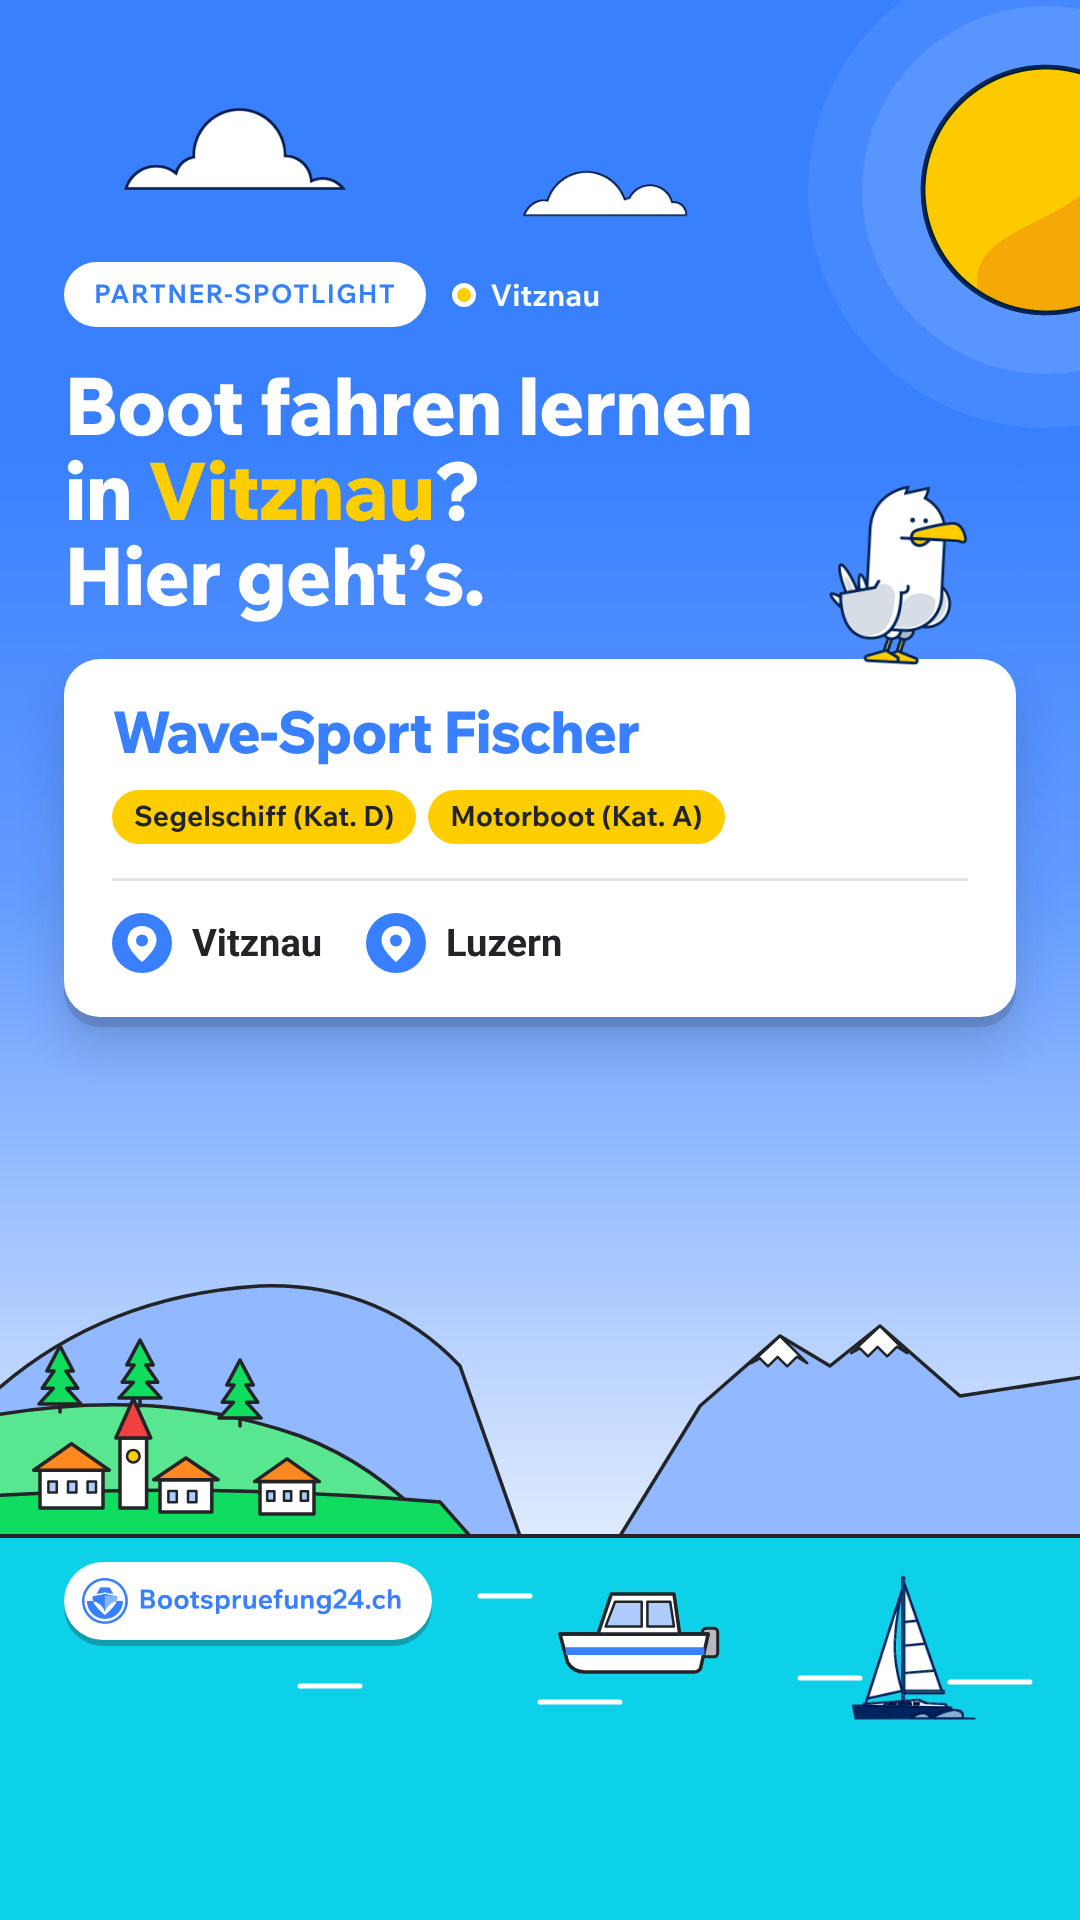 PARTNER-SPOTLIGHT
Vitznau
Boot fahren lernen
in Vitznau?
Hier geht’s.
Wave-Sport Fischer
Segelschiff (Kat. D)
Motorboot (Kat. A)
Vitznau
Luzern
Bootspruefung24.ch